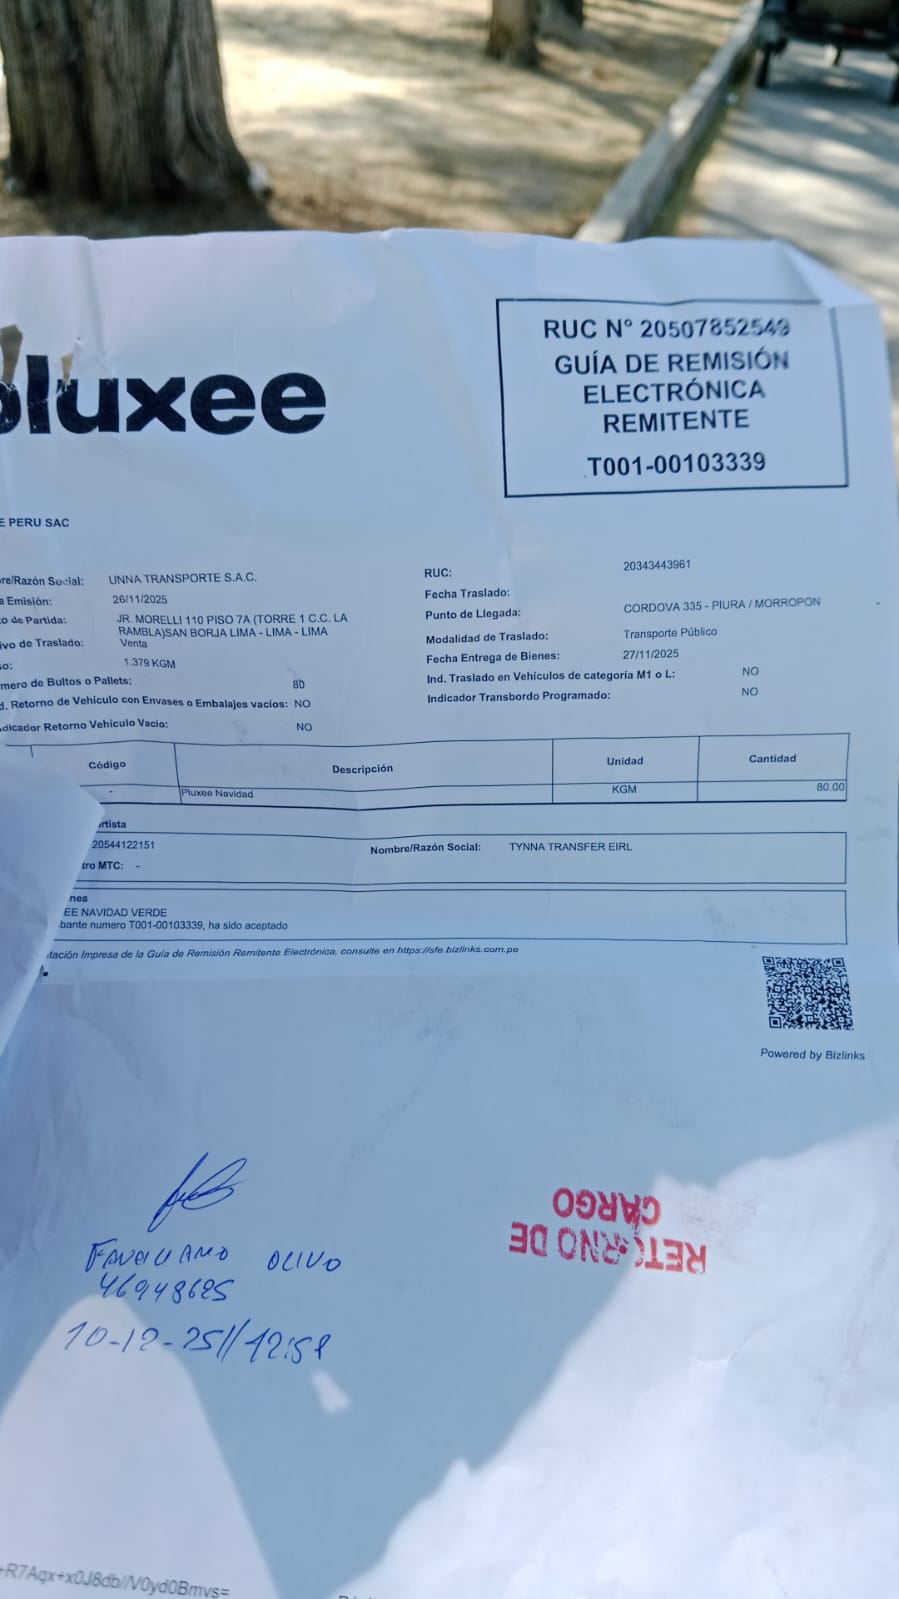 pluxee
RUC N° 20507852549
GUÍA DE REMISIÓN
ELECTRÓNICA
REMITENTE
T001-00103339
E PERU SAC
re/Razón Social: UNNA TRANSPORTE S.A.C.
a Emisión: 26/11/2025
o de Partida: JR. MORELLI 110 PISO 7A (TORRE 1 C.C. LA
RAMBLA)SAN BORJA LIMA - LIMA - LIMA
ivo de Traslado: Venta
so: 1.379 KGM
mero de Bultos o Pallets: 80
d. Retorno de Vehículo con Envases o Embalajes vacios: NO
dicador Retorno Vehículo Vacio: NO
RUC: 20343443961
Fecha Traslado:
Punto de Llegada: CORDOVA 335 - PIURA / MORROPON
Modalidad de Traslado: Transporte Público
Fecha Entrega de Bienes: 27/11/2025
Ind. Traslado en Vehículos de categoría M1 o L: NO
Indicador Transbordo Programado: NO
Código Descripción Unidad Cantidad
- Pluxee Navidad KGM 80.00
rtista
20544122151 Nombre/Razón Social: TYNNA TRANSFER EIRL
tro MTC: -
nes
EE NAVIDAD VERDE
bante numero T001-00103339, ha sido aceptado
tación Impresa de la Guía de Remisión Remitente Electrónica, consulte en https://sfe.bizlinks.com.pe
Powered by Bizlinks
RETORNO DE
CARGO
OLIVO
46948625
10-12-25//12:58
+R7Aqx+x0J8db//V0yd0Bmvs=